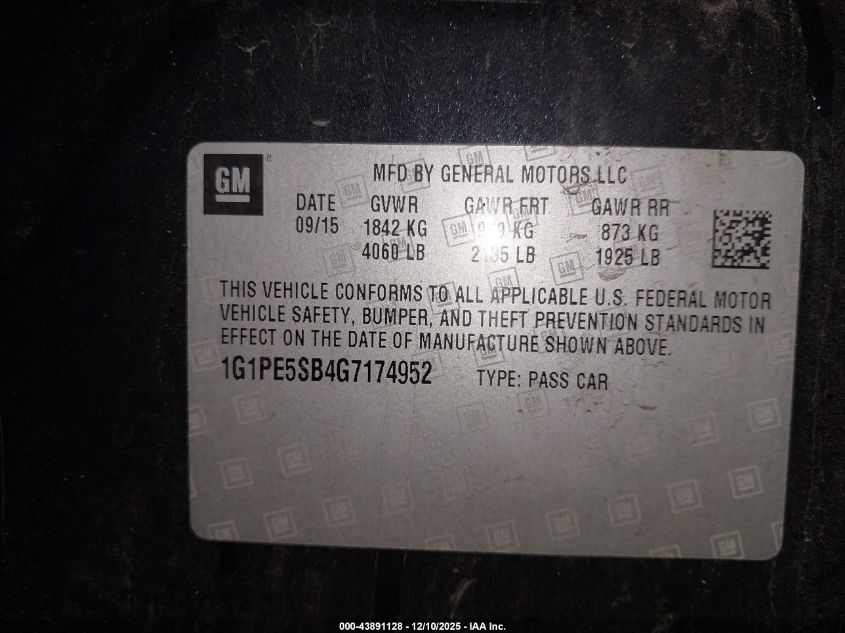 GM ®
MFD BY GENERAL MOTORS LLC
DATE GVWR GAWR FRT GAWR RR
09/15 1842 KG KG 873 KG
4060 LB LB 1925 LB
THIS VEHICLE CONFORMS TO ALL APPLICABLE U.S. FEDERAL MOTOR
VEHICLE SAFETY, BUMPER, AND THEFT PREVENTION STANDARDS IN
EFFECT ON THE DATE OF MANUFACTURE SHOWN ABOVE.
1G1PE5SB4G7174952 TYPE: PASS CAR
000-43891128 - 12/10/2025 - IAA Inc.